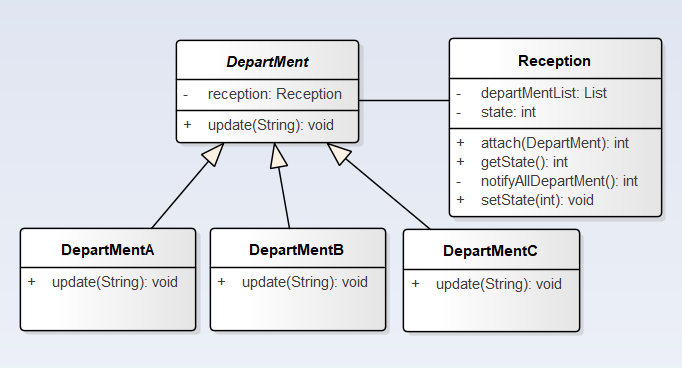 DepartMent
- reception: Reception
+ update(String): void
Reception
- departMentList: List
- state: int
+ attach(DepartMent): int
+ getState(): int
- notifyAllDepartMent(): int
+ setState(int): void
DepartMentA
+ update(String): void
DepartMentB
+ update(String): void
DepartMentC
+ update(String): void